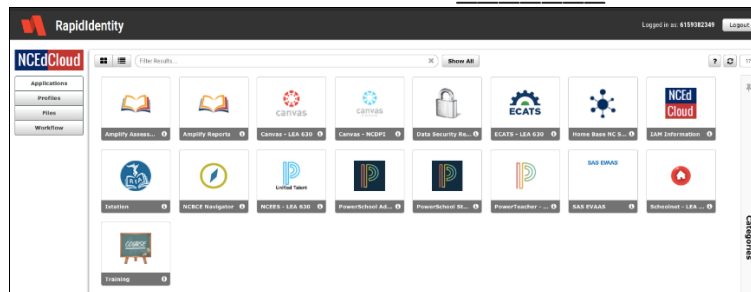 RapidIdentity
Logged in as: 6159382349
Logout
NCEdCloud
Filter Results...
Show All
?
Applications
Profiles
Files
Workflow
canvas
canvas
ECATS
NCEd
Cloud
Amplify Assess...
Amplify Reports
Canvas - LEA 630
Canvas - NCDPI
Data Security Re...
ECATS - LEA 630
Home Base NC S...
IAM Information
Unified Talent
SAS EVAAS
Istation
NCBCE Navigator
NCEES - LEA 630
PowerSchool Ad...
PowerSchool St...
PowerTeacher - ...
SAS EVAAS
Schoolnet - LEA ...
Categories
COURSE
Training